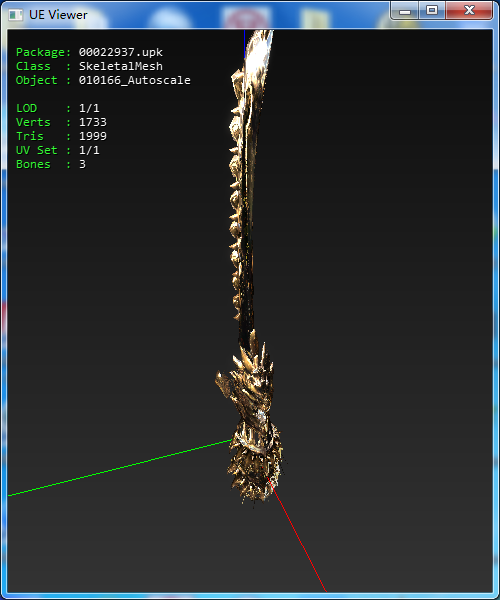 UE Viewer
Package: 00022937.upk
Class : SkeletalMesh
Object : 010166_Autoscale
LOD : 1/1
Verts : 1733
Tris : 1999
UV Set : 1/1
Bones : 3